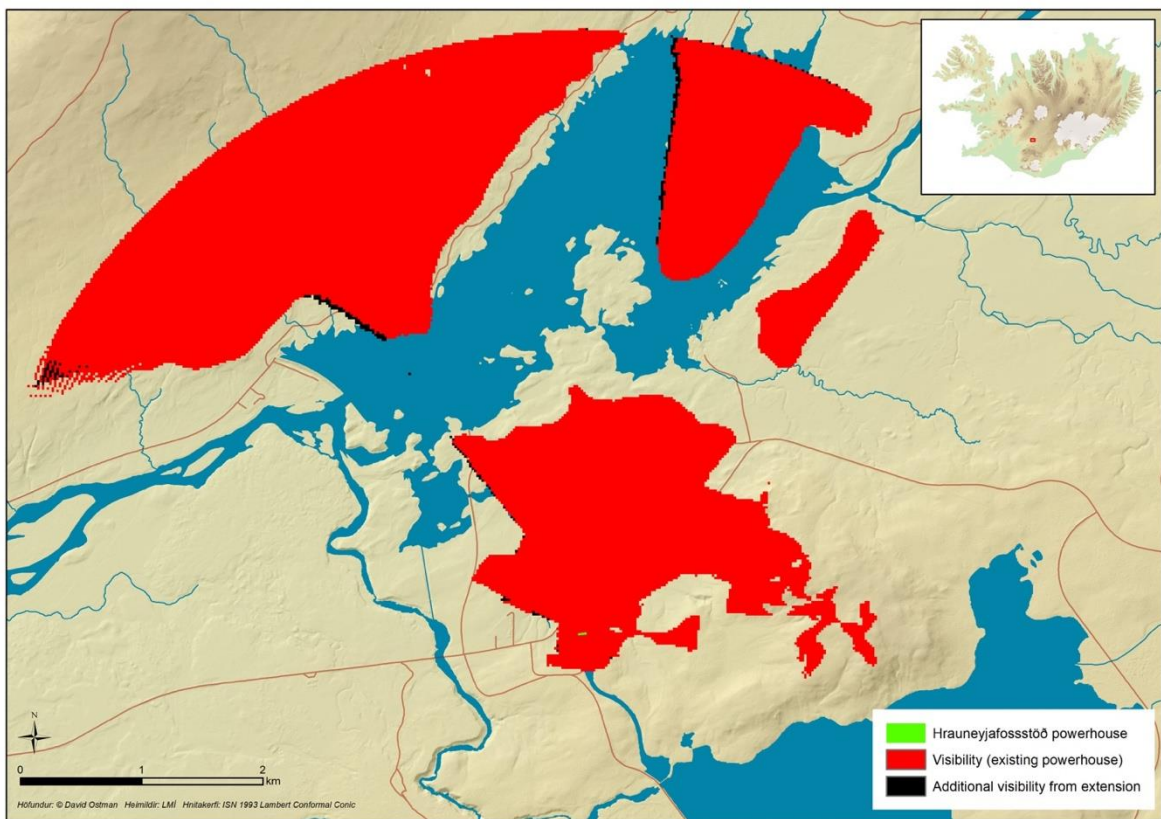 Hrauneyjafossstöð powerhouse
Visibility (existing powerhouse)
Additional visibility from extension
N
0 1 2
km
Höfundur: © David Ostman Heimildir: LMÍ Hnitakerfi: ISN 1993 Lambert Conformal Conic